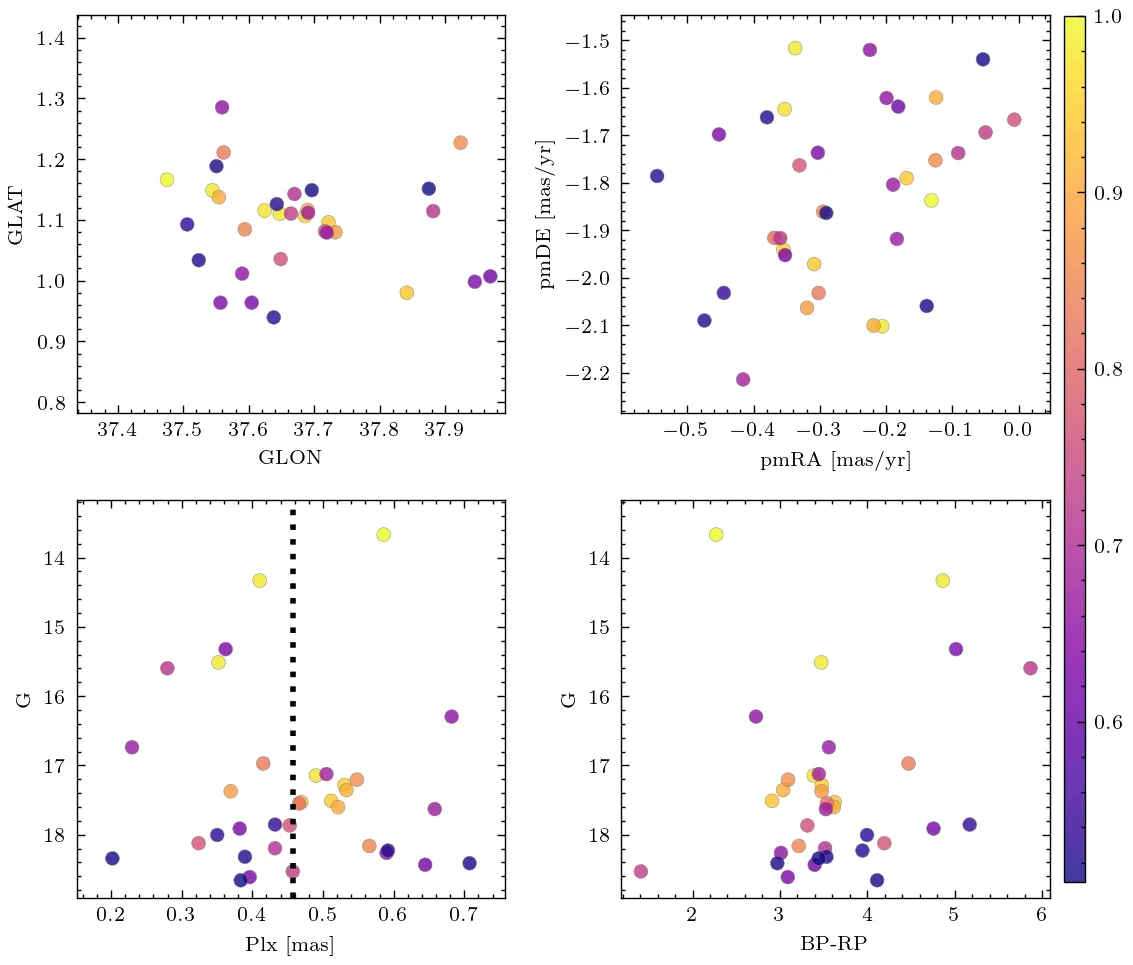 1.4
1.3
1.2
1.1
1.0
0.9
0.8
GLAT
37.4 37.5 37.6 37.7 37.8 37.9
GLON
−1.5
−1.6
−1.7
−1.8
−1.9
−2.0
−2.1
−2.2
pmDE [mas/yr]
−0.5 −0.4 −0.3 −0.2 −0.1 0.0
pmRA [mas/yr]
1.0
0.9
0.8
0.7
0.6
14
15
16
17
18
G
0.2 0.3 0.4 0.5 0.6 0.7
Plx [mas]
14
15
16
17
18
G
2 3 4 5 6
BP-RP